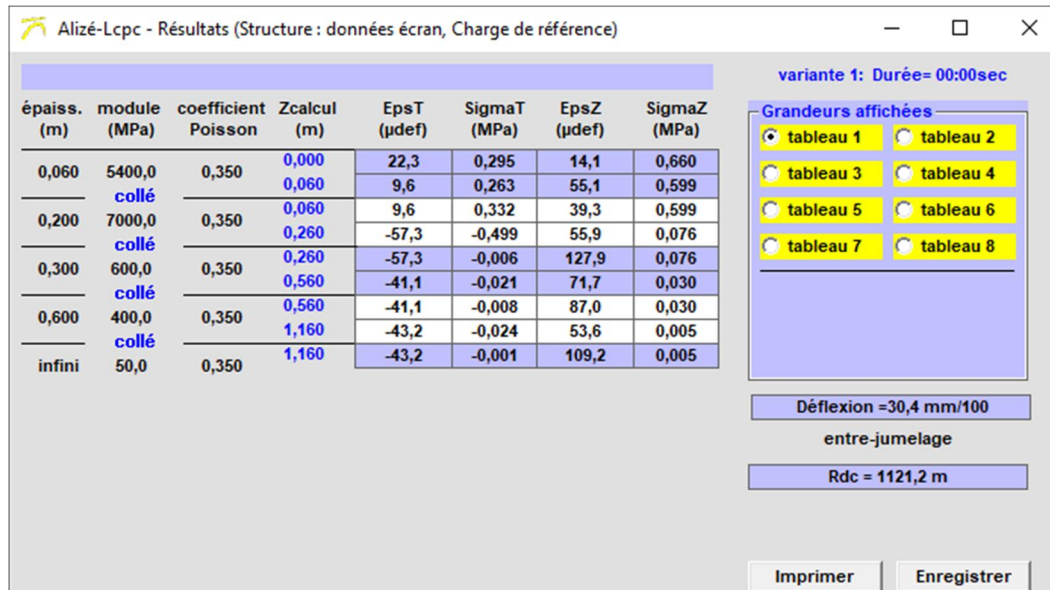 Alizé-Lcpc - Résultats (Structure : données écran, Charge de référence)
variante 1: Durée= 00:00sec
épaiss. module coefficient Zcalcul EpsT SigmaT EpsZ SigmaZ
(m) (MPa) Poisson (m) (µdef) (MPa) (µdef) (MPa)
0,000 22,3 0,295 14,1 0,660
0,060 5400,0 0,350
0,060 9,6 0,263 55,1 0,599
collé
0,060 9,6 0,332 39,3 0,599
0,200 7000,0 0,350
0,260 -57,3 -0,499 55,9 0,076
collé
0,260 -57,3 -0,006 127,9 0,076
0,300 600,0 0,350
0,560 -41,1 -0,021 71,7 0,030
collé
0,560 -41,1 -0,008 87,0 0,030
0,600 400,0 0,350
1,160 -43,2 -0,024 53,6 0,005
collé
1,160 -43,2 -0,001 109,2 0,005
infini 50,0 0,350
Grandeurs affichées
tableau 1 tableau 2
tableau 3 tableau 4
tableau 5 tableau 6
tableau 7 tableau 8
Déflexion =30,4 mm/100
entre-jumelage
Rdc = 1121,2 m
Imprimer Enregistrer